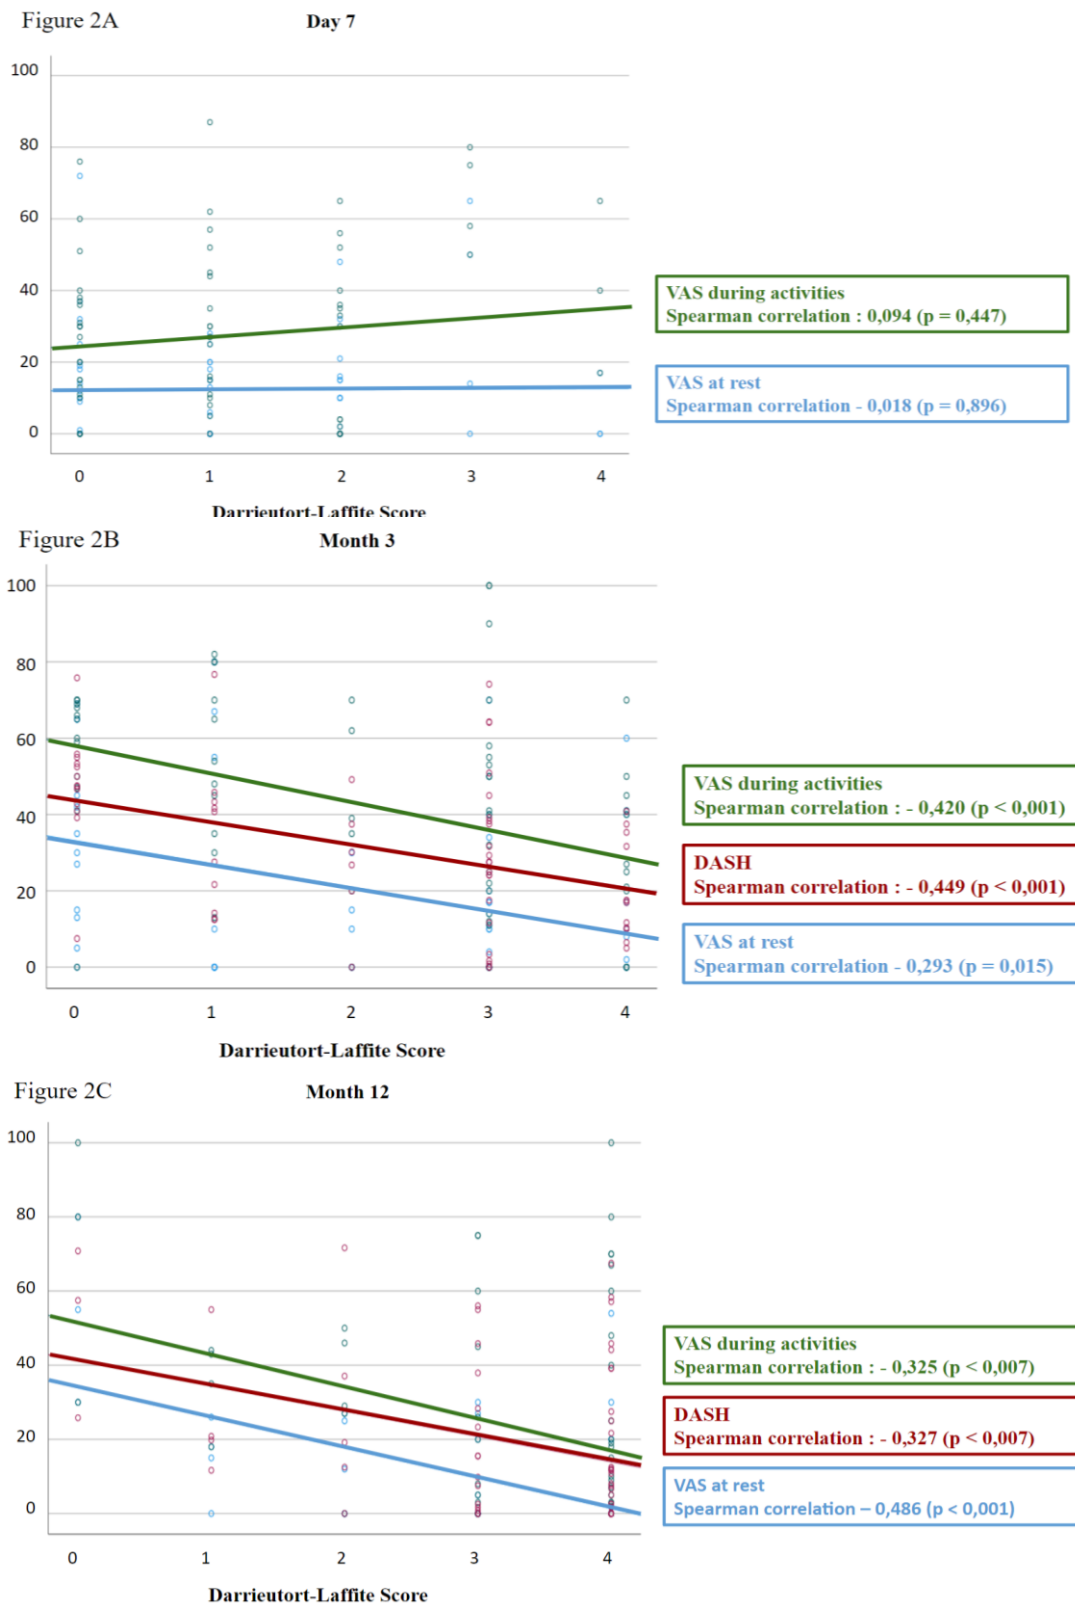 Figure 2A
Day 7
100
80
60
40
20
0
0 1 2 3 4
Darrieutort-Laffite Score
VAS during activities
Spearman correlation : 0,094 (p = 0,447)
VAS at rest
Spearman correlation - 0,018 (p = 0,896)
Figure 2B
Month 3
100
80
60
40
20
0
0 1 2 3 4
Darrieutort-Laffite Score
VAS during activities
Spearman correlation : - 0,420 (p < 0,001)
DASH
Spearman correlation : - 0,449 (p < 0,001)
VAS at rest
Spearman correlation - 0,293 (p = 0,015)
Figure 2C
Month 12
100
80
60
40
20
0
0 1 2 3 4
Darrieutort-Laffite Score
VAS during activities
Spearman correlation : - 0,325 (p < 0,007)
DASH
Spearman correlation : - 0,327 (p < 0,007)
VAS at rest
Spearman correlation – 0,486 (p < 0,001)